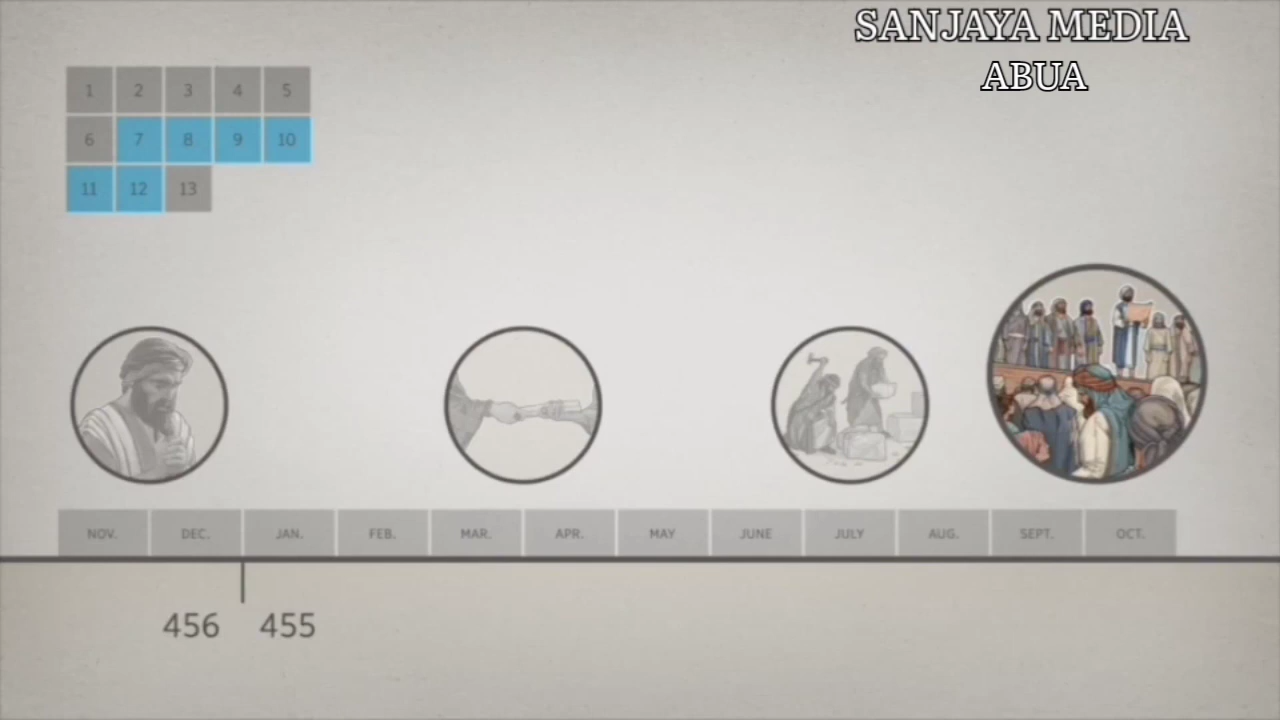 SANJAYA MEDIA
ABUA
1 2 3 4 5
6 7 8 9 10
11 12 13
NOV. DEC. JAN. FEB. MAR. APR. MAY JUNE JULY AUG. SEPT. OCT.
456 455